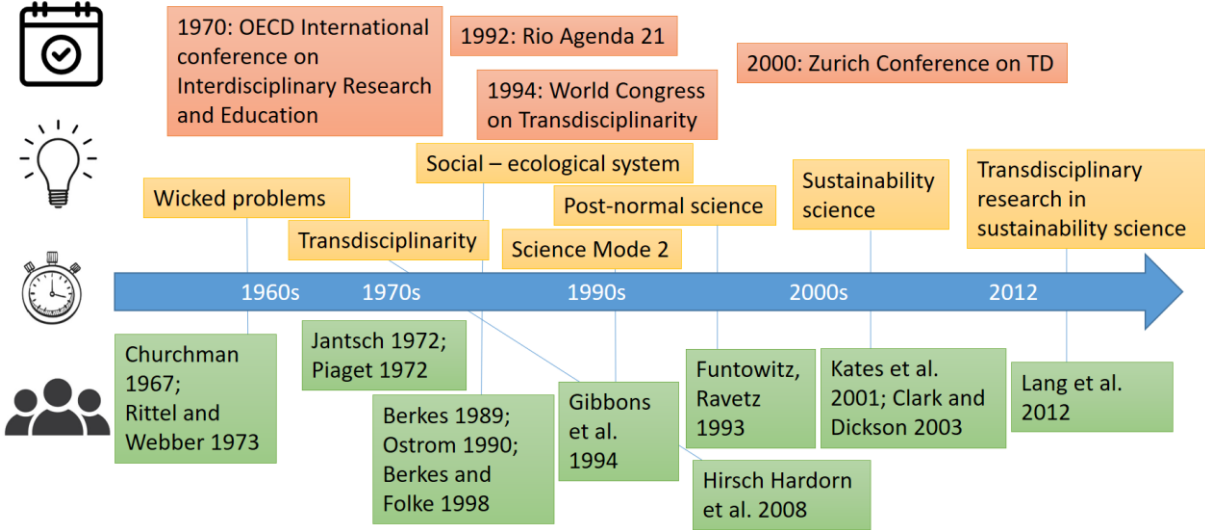 1970: OECD International
conference on
Interdisciplinary Research
and Education
1992: Rio Agenda 21
1994: World Congress
on Transdisciplinarity
2000: Zurich Conference on TD
Wicked problems
Transdisciplinarity
Social – ecological system
Science Mode 2
Post-normal science
Sustainability
science
Transdisciplinary
research in
sustainability science
1960s
1970s
1990s
2000s
2012
Churchman
1967;
Rittel and
Webber 1973
Jantsch 1972;
Piaget 1972
Berkes 1989;
Ostrom 1990;
Berkes and
Folke 1998
Gibbons
et al.
1994
Funtowitz,
Ravetz
1993
Hirsch Hardorn
et al. 2008
Kates et al.
2001; Clark and
Dickson 2003
Lang et al.
2012